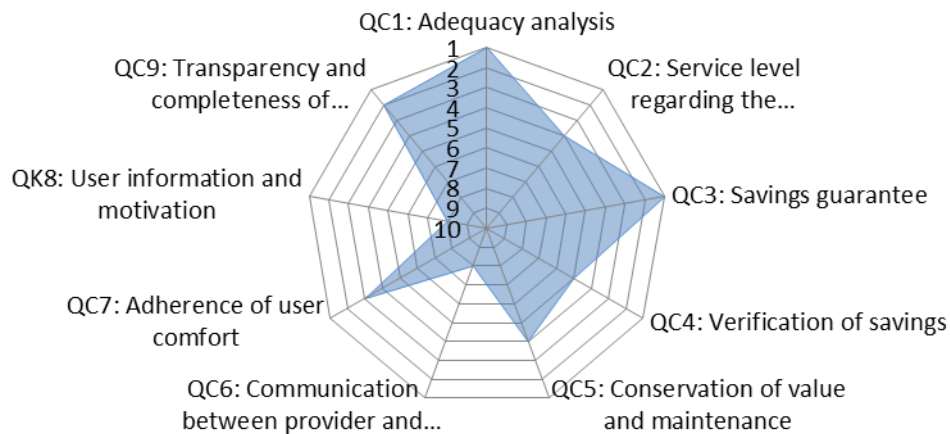 QC1: Adequacy analysis
QC2: Service level
regarding the...
QC3: Savings guarantee
QC4: Verification of savings
QC5: Conservation of value
and maintenance
QC6: Communication
between provider and...
QC7: Adherence of user
comfort
QK8: User information and
motivation
QC9: Transparency and
completeness of...
1
2
3
4
5
6
7
8
9
10